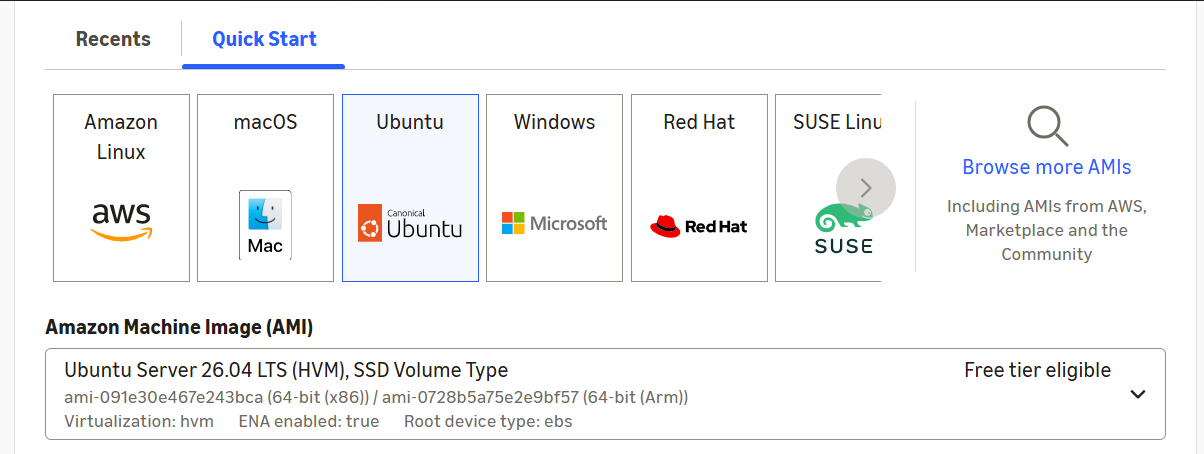 Recents
Quick Start
Amazon
Linux
aws
macOS
Mac
Ubuntu
Canonical
Ubuntu
Windows
Microsoft
Red Hat
Red Hat
SUSE Linu
SUSE
Browse more AMIs
Including AMIs from AWS,
Marketplace and the
Community
Amazon Machine Image (AMI)
Ubuntu Server 26.04 LTS (HVM), SSD Volume Type
Free tier eligible
ami-091e30e467e243bca (64-bit (x86)) / ami-0728b5a75e2e9bf57 (64-bit (Arm))
Virtualization: hvm ENA enabled: true Root device type: ebs